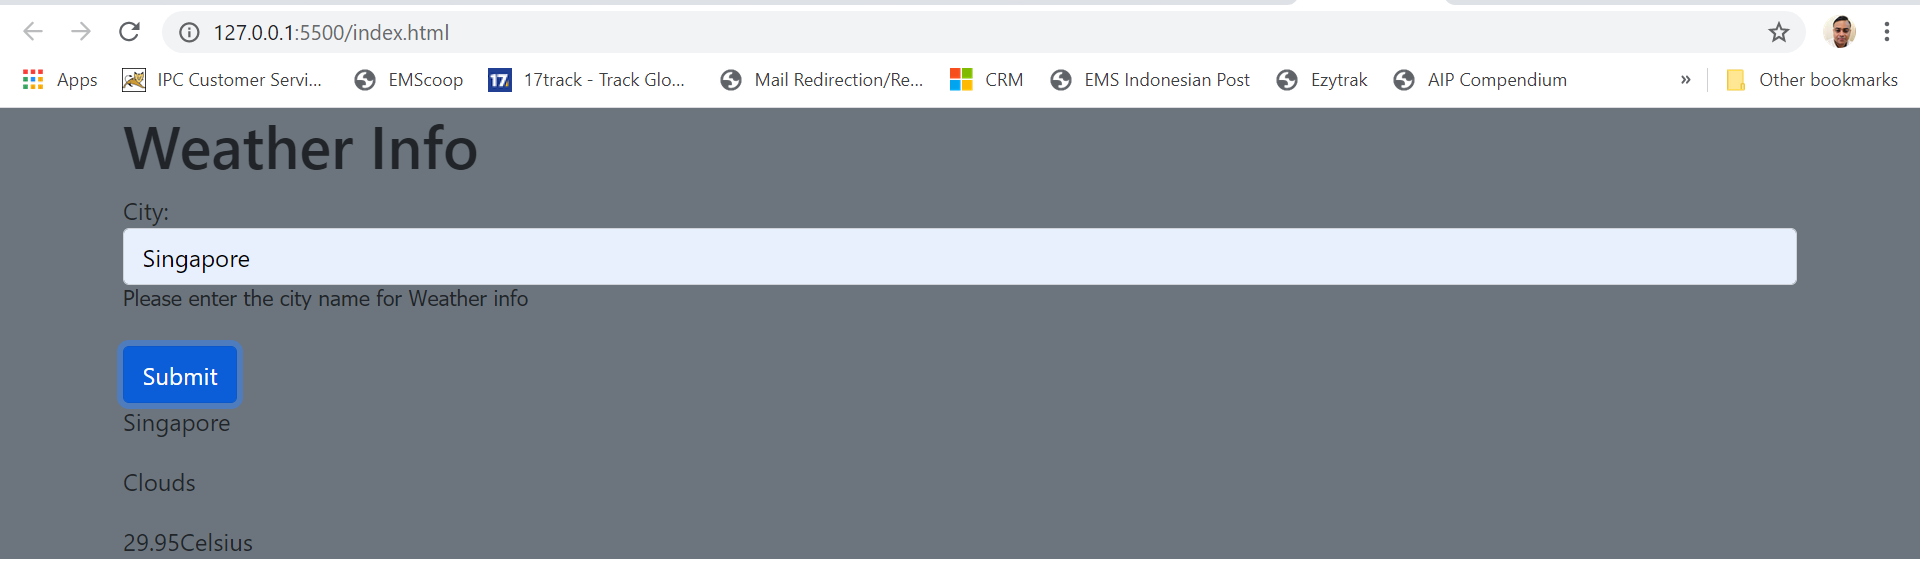 127.0.0.1:5500/index.html
Apps IPC Customer Servi... EMScoop 17 17track - Track Glo... Mail Redirection/Re... CRM EMS Indonesian Post Ezytrak AIP Compendium » Other bookmarks
Weather Info
City:
Singapore
Please enter the city name for Weather info
Submit
Singapore
Clouds
29.95Celsius